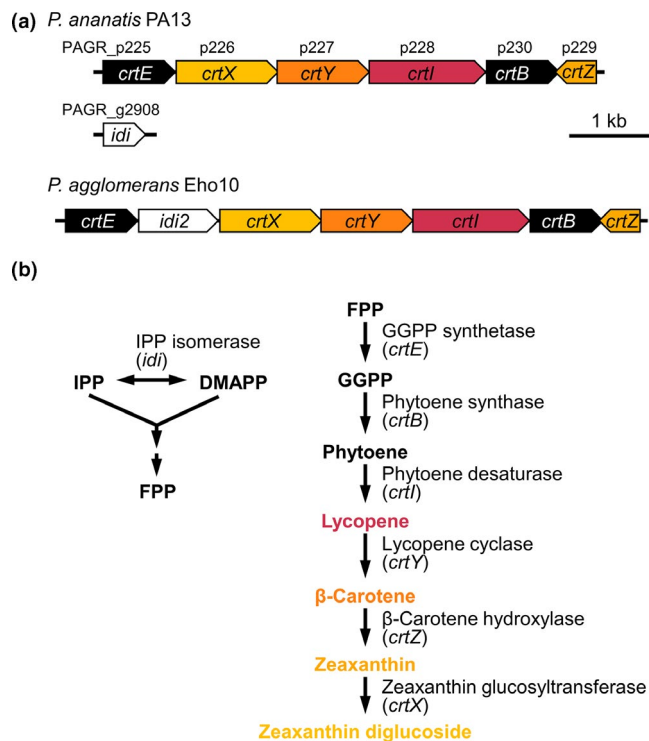 (a) P. ananatis PA13
PAGR_p225 p226 p227 p228 p230 p229
crtE crtX crtY crtI crtB crtZ
PAGR_g2908
idi
1 kb
P. agglomerans Eho10
crtE idi2 crtX crtY crtI crtB crtZ
(b)
IPP isomerase
(idi)
IPP DMAPP
FPP
FPP
GGPP synthetase
(crtE)
GGPP
Phytoene synthase
(crtB)
Phytoene
Phytoene desaturase
(crtI)
Lycopene
Lycopene cyclase
(crtY)
β-Carotene
β-Carotene hydroxylase
(crtZ)
Zeaxanthin
Zeaxanthin glucosyltransferase
(crtX)
Zeaxanthin diglucoside